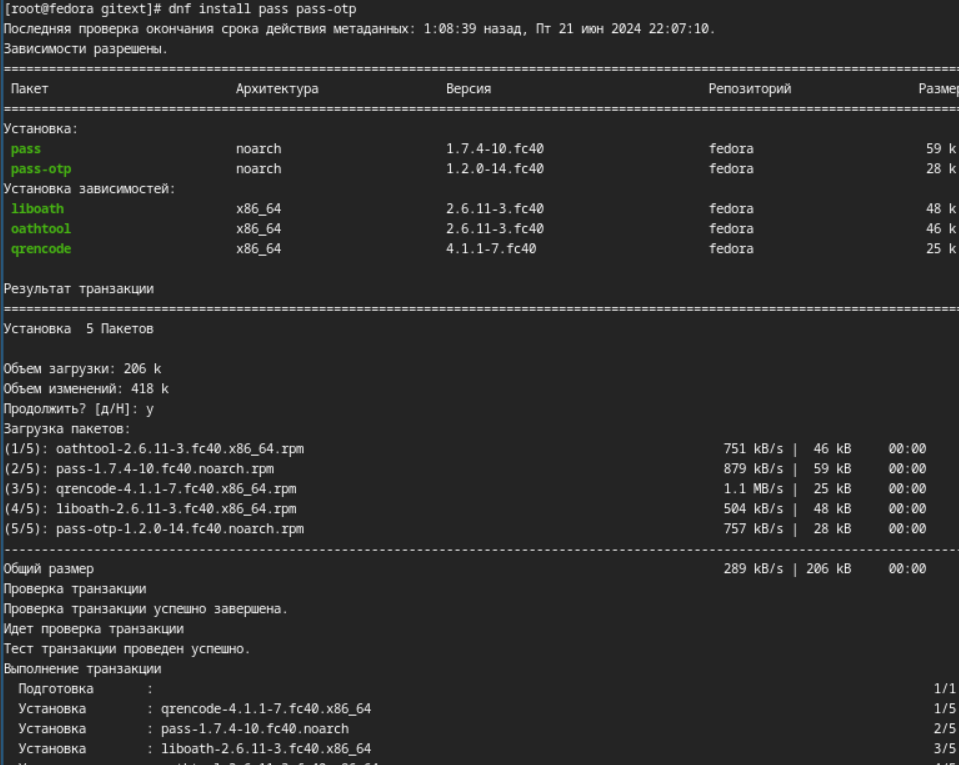 [root@fedora gitext]# dnf install pass pass-otp
Последняя проверка окончания срока действия метаданных: 1:08:39 назад, Пт 21 июн 2024 22:07:10.
Зависимости разрешены.
Пакет Архитектура Версия Репозиторий Размер
Установка:
pass noarch 1.7.4-10.fc40 fedora 59 k
pass-otp noarch 1.2.0-14.fc40 fedora 28 k
Установка зависимостей:
liboath x86_64 2.6.11-3.fc40 fedora 48 k
oathtool x86_64 2.6.11-3.fc40 fedora 46 k
qrencode x86_64 4.1.1-7.fc40 fedora 25 k
Результат транзакции
Установка 5 Пакетов
Объем загрузки: 206 k
Объем изменений: 418 k
Продолжить? [д/Н]: y
Загрузка пакетов:
(1/5): oathtool-2.6.11-3.fc40.x86_64.rpm 751 kB/s | 46 kB 00:00
(2/5): pass-1.7.4-10.fc40.noarch.rpm 879 kB/s | 59 kB 00:00
(3/5): qrencode-4.1.1-7.fc40.x86_64.rpm 1.1 MB/s | 25 kB 00:00
(4/5): liboath-2.6.11-3.fc40.x86_64.rpm 504 kB/s | 48 kB 00:00
(5/5): pass-otp-1.2.0-14.fc40.noarch.rpm 757 kB/s | 28 kB 00:00
Общий размер 289 kB/s | 206 kB 00:00
Проверка транзакции
Проверка транзакции успешно завершена.
Идет проверка транзакции
Тест транзакции проведен успешно.
Выполнение транзакции
Подготовка : 1/1
Установка : qrencode-4.1.1-7.fc40.x86_64 1/5
Установка : pass-1.7.4-10.fc40.noarch 2/5
Установка : liboath-2.6.11-3.fc40.x86_64 3/5